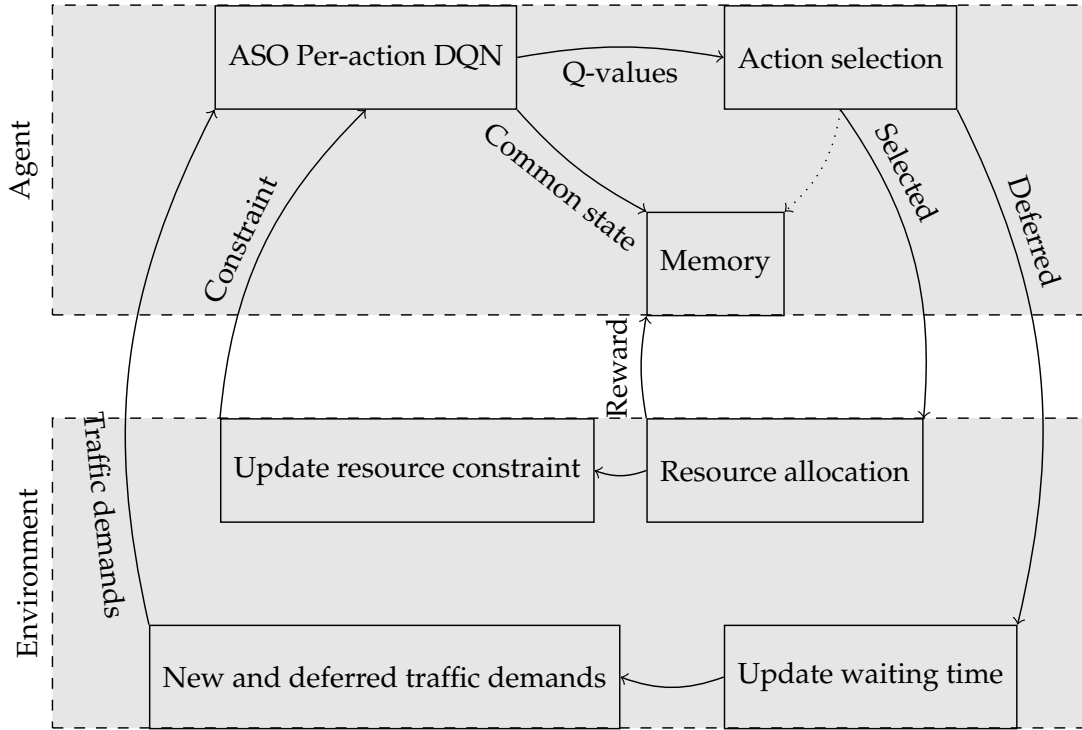 ASO Per-action DQN
Q-values
Action selection
Agent
Constraint
Common state
Selected
Deferred
Memory
Reward
Traffic demands
Environment
Update resource constraint
Resource allocation
New and deferred traffic demands
Update waiting time